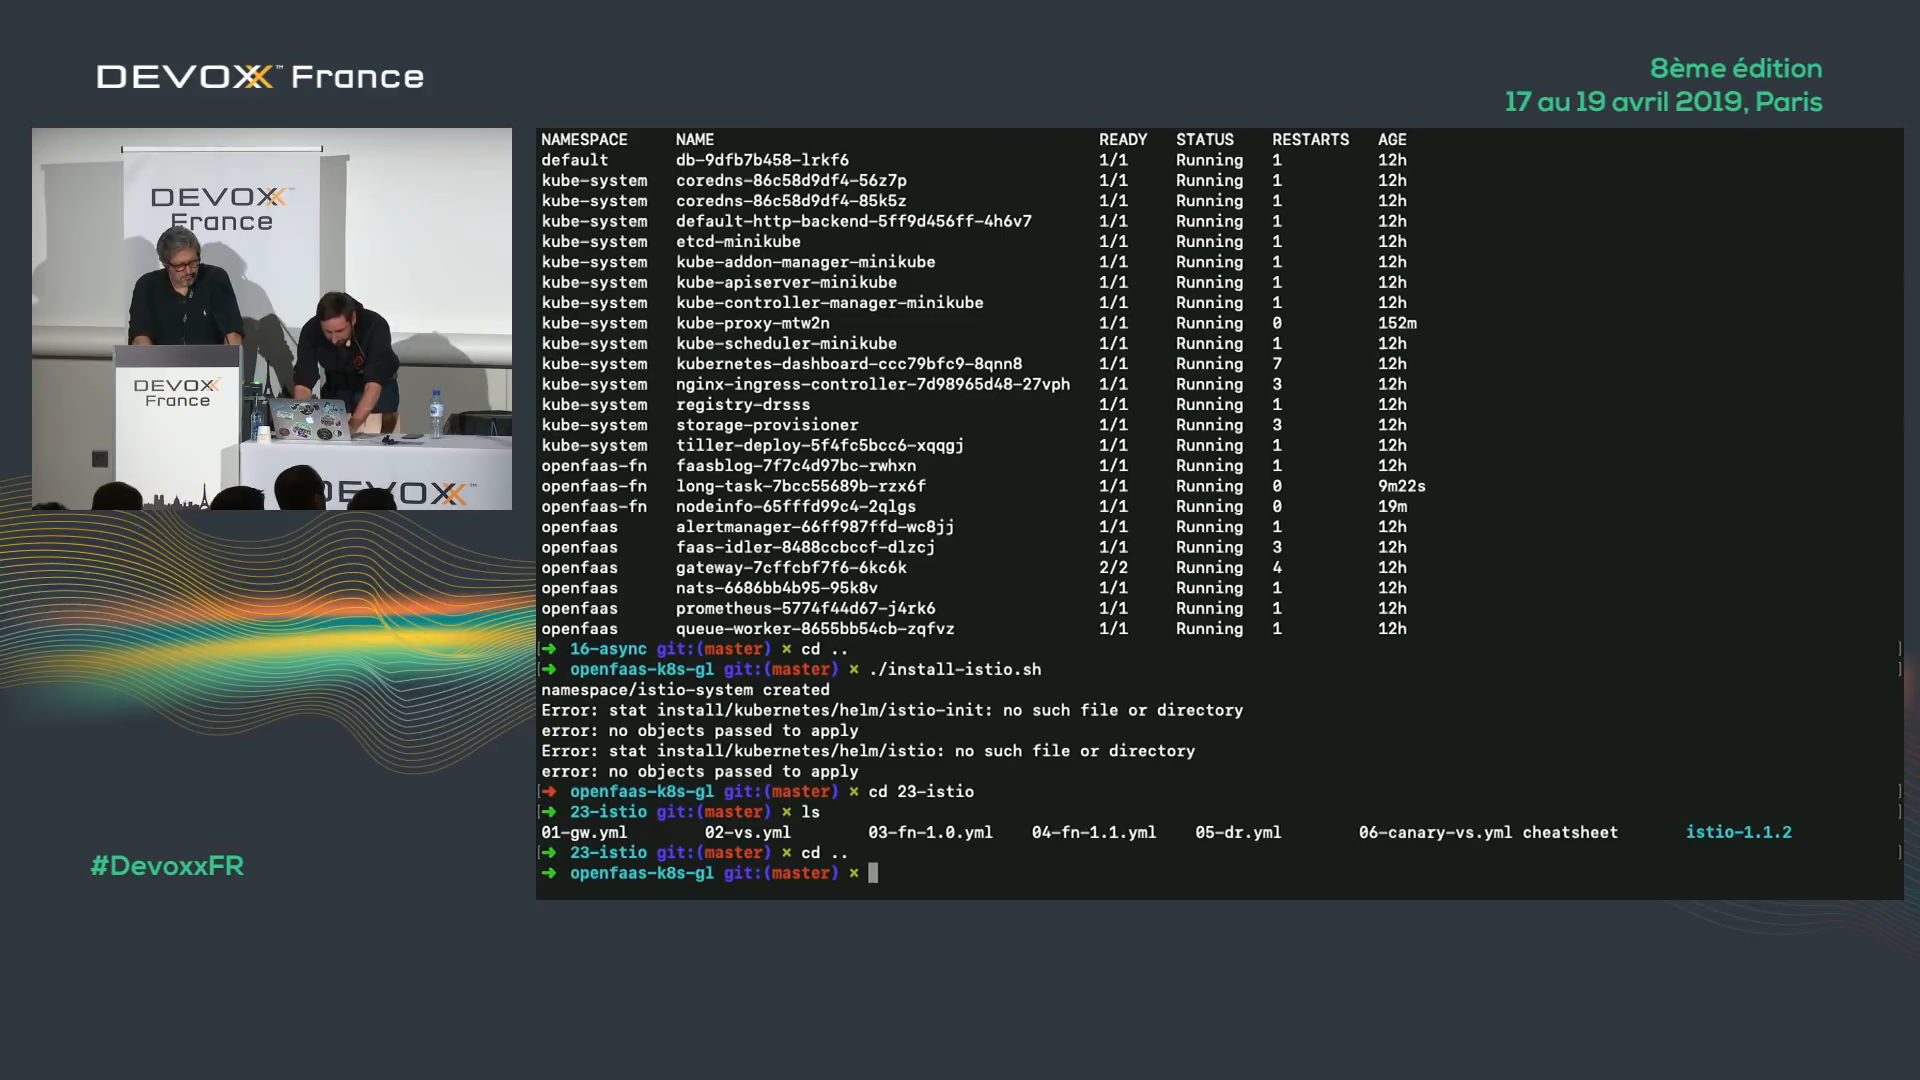 DEVOXX™ France
8ème édition
17 au 19 avril 2019, Paris
DEVOXX™
France
DEVOXX
France
DEVOXX™
#DevoxxFR
NAMESPACE NAME READY STATUS RESTARTS AGE
default db-9dfb7b458-lrkf6 1/1 Running 1 12h
kube-system coredns-86c58d9df4-56z7p 1/1 Running 1 12h
kube-system coredns-86c58d9df4-85k5z 1/1 Running 1 12h
kube-system default-http-backend-5ff9d456ff-4h6v7 1/1 Running 1 12h
kube-system etcd-minikube 1/1 Running 1 12h
kube-system kube-addon-manager-minikube 1/1 Running 1 12h
kube-system kube-apiserver-minikube 1/1 Running 1 12h
kube-system kube-controller-manager-minikube 1/1 Running 1 12h
kube-system kube-proxy-mtw2n 1/1 Running 0 152m
kube-system kube-scheduler-minikube 1/1 Running 1 12h
kube-system kubernetes-dashboard-ccc79bfc9-8qnn8 1/1 Running 7 12h
kube-system nginx-ingress-controller-7d98965d48-27vph 1/1 Running 3 12h
kube-system registry-drsss 1/1 Running 1 12h
kube-system storage-provisioner 1/1 Running 3 12h
kube-system tiller-deploy-5f4fc5bcc6-xqqgj 1/1 Running 1 12h
openfaas-fn faasblog-7f7c4d97bc-rwhxn 1/1 Running 1 12h
openfaas-fn long-task-7bcc55689b-rzx6f 1/1 Running 0 9m22s
openfaas-fn nodeinfo-65fffd99c4-2qlgs 1/1 Running 0 19m
openfaas alertmanager-66ff987ffd-wc8jj 1/1 Running 1 12h
openfaas faas-idler-8488ccbccf-dlzcj 1/1 Running 3 12h
openfaas gateway-7cffcbf7f6-6kc6k 2/2 Running 4 12h
openfaas nats-6686bb4b95-95k8v 1/1 Running 1 12h
openfaas prometheus-5774f44d67-j4rk6 1/1 Running 1 12h
openfaas queue-worker-8655bb54cb-zqfvz 1/1 Running 1 12h
[➜ 16-async git:(master) × cd .. ]
[➜ openfaas-k8s-gl git:(master) × ./install-istio.sh ]
namespace/istio-system created
Error: stat install/kubernetes/helm/istio-init: no such file or directory
error: no objects passed to apply
Error: stat install/kubernetes/helm/istio: no such file or directory
error: no objects passed to apply
[➜ openfaas-k8s-gl git:(master) × cd 23-istio ]
[➜ 23-istio git:(master) × ls ]
01-gw.yml 02-vs.yml 03-fn-1.0.yml 04-fn-1.1.yml 05-dr.yml 06-canary-vs.yml cheatsheet istio-1.1.2
[➜ 23-istio git:(master) × cd .. ]
➜ openfaas-k8s-gl git:(master) ×